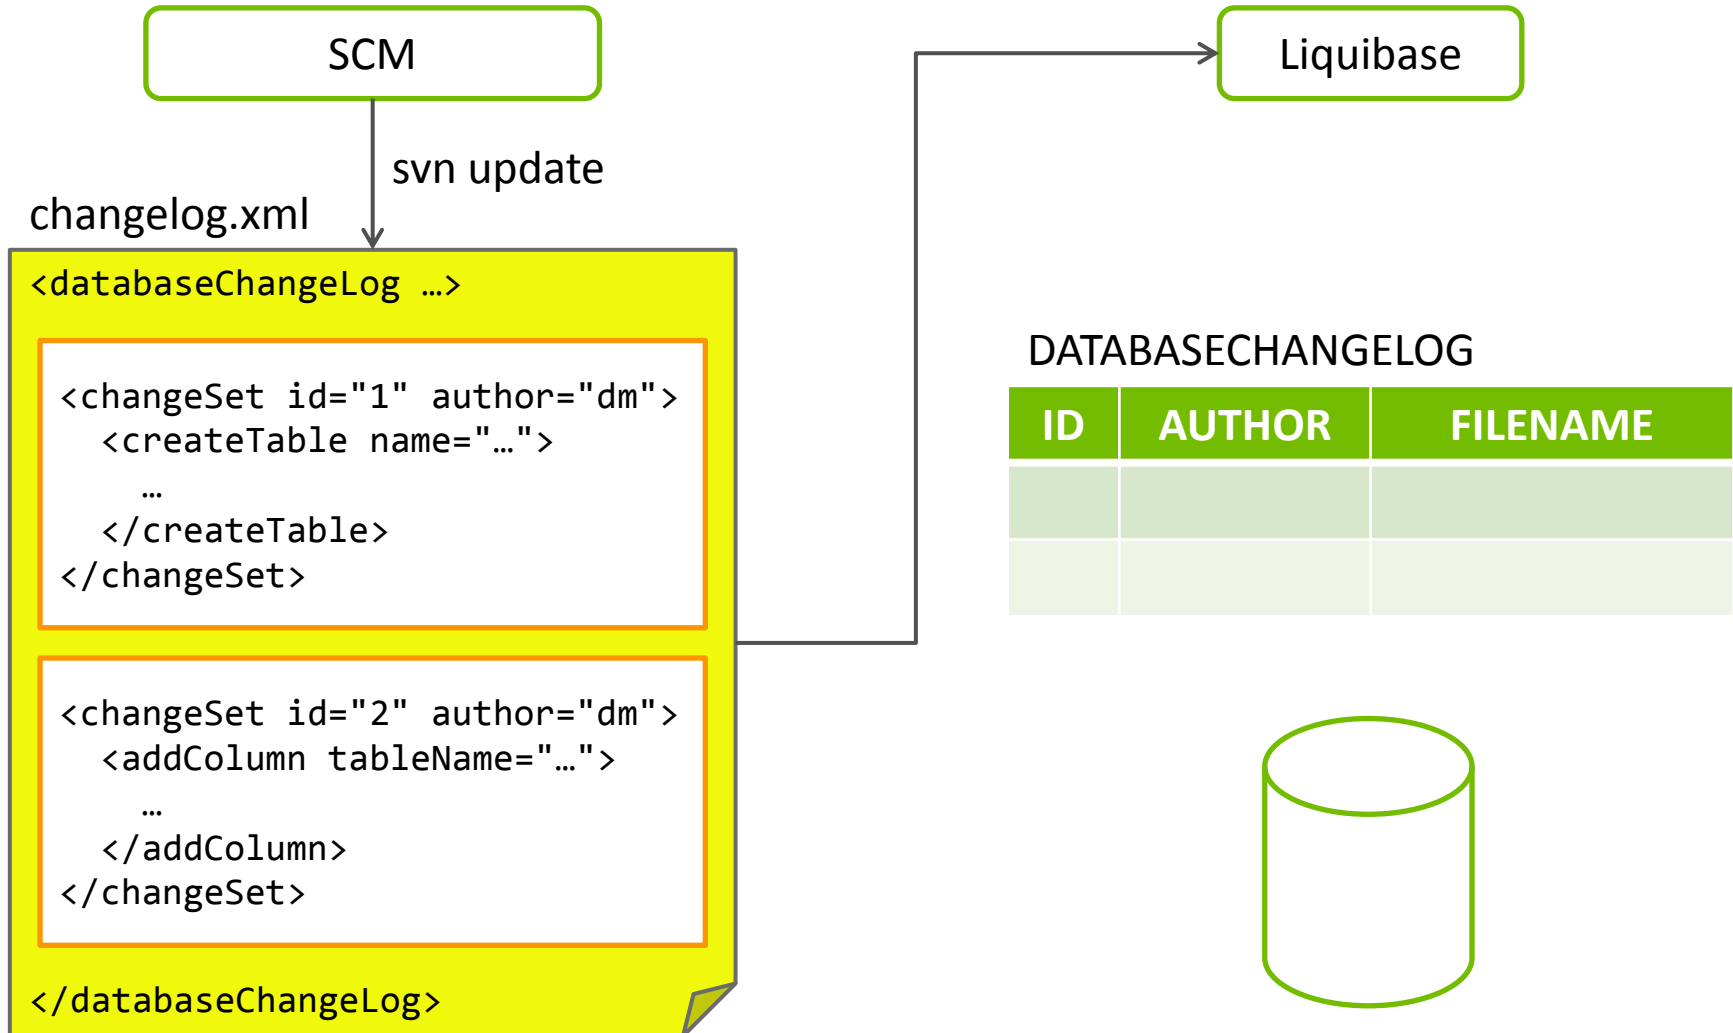 SCM
Liquibase
svn update
changelog.xml
<databaseChangeLog …>
<changeSet id="1" author="dm">
<createTable name="…">
…
</createTable>
</changeSet>
<changeSet id="2" author="dm">
<addColumn tableName="…">
…
</addColumn>
</changeSet>
</databaseChangeLog>
DATABASECHANGELOG
ID AUTHOR FILENAME